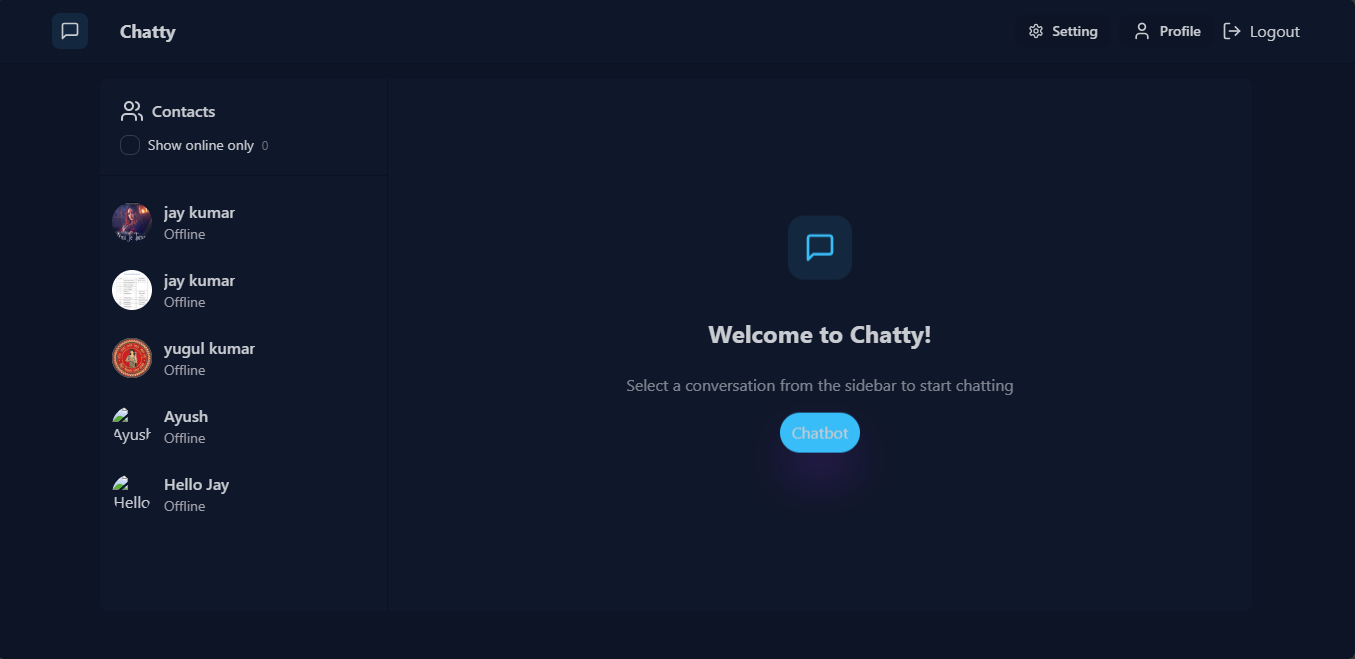 Chatty
Setting
Profile
Logout
Contacts
Show online only 0
jay kumar
Offline
jay kumar
Offline
yugul kumar
Offline
Ayush
Ayush
Offline
Hello
Hello Jay
Offline
Welcome to Chatty!
Select a conversation from the sidebar to start chatting
Chatbot